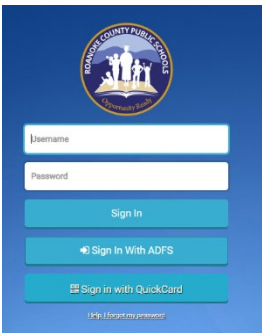 ROANOKE COUNTY PUBLIC SCHOOLS
Opportunity Ready
Username
Password
Sign In
Sign In With ADFS
Sign in with QuickCard
Help, I forgot my password